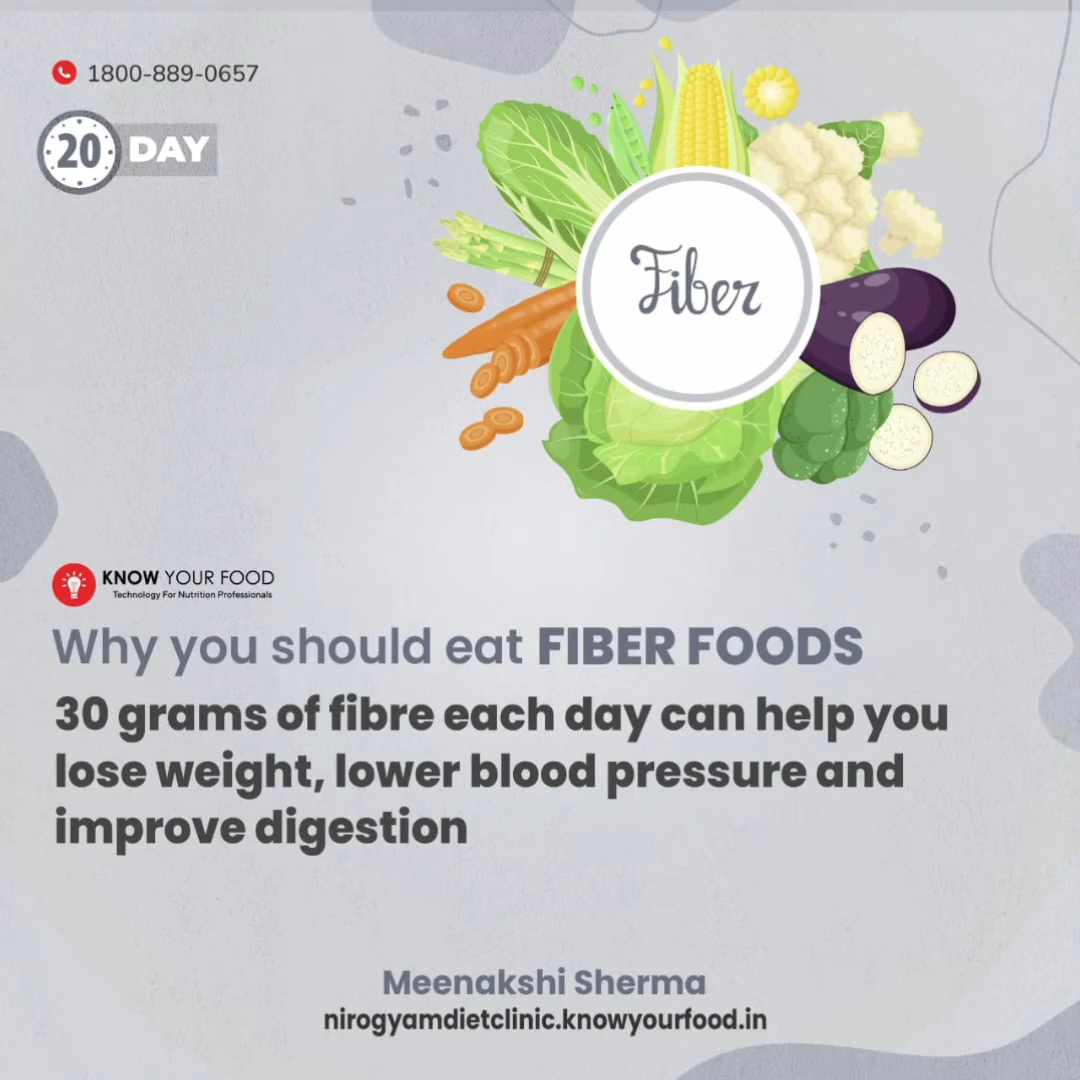 1800-889-0657
20 DAY
Fiber
KNOW YOUR FOOD
Technology For Nutrition Professionals
Why you should eat FIBER FOODS
30 grams of fibre each day can help you
lose weight, lower blood pressure and
improve digestion
Meenakshi Sherma
nirogyamdietclinic.knowyourfood.in